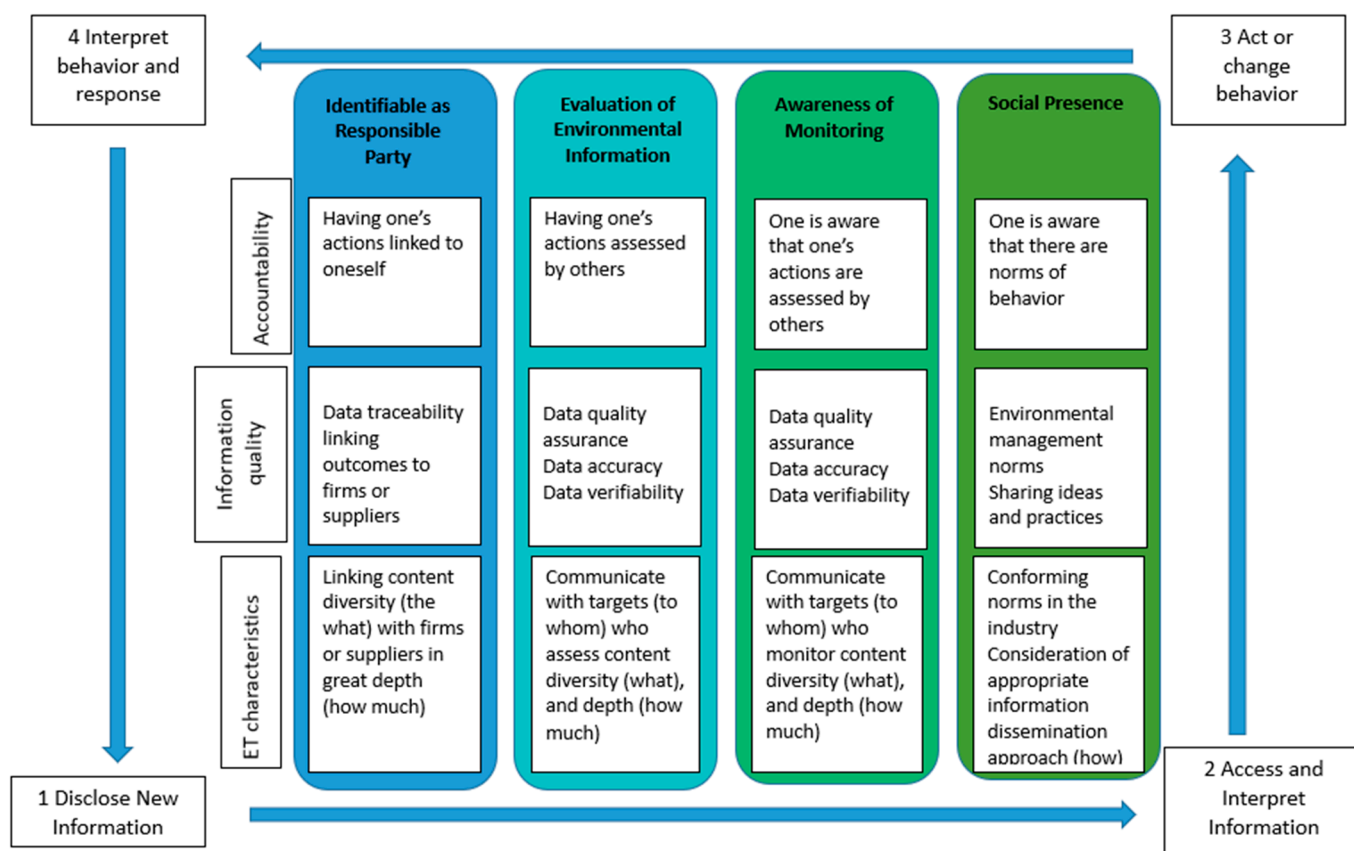 4 Interpret
behavior and
response
3 Act or
change
behavior
Identifiable as
Responsible
Party
Evaluation of
Environmental
Information
Awareness of
Monitoring
Social Presence
Accountability
Having one's
actions linked to
oneself
Having one's
actions assessed
by others
One is aware
that one's
actions are
assessed by
others
One is aware
that there are
norms of
behavior
Information
quality
Data traceability
linking
outcomes to
firms or
suppliers
Data quality
assurance
Data accuracy
Data verifiability
Data quality
assurance
Data accuracy
Data verifiability
Environmental
management
norms
Sharing ideas
and practices
ET characteristics
Linking content
diversity (the
what) with firms
or suppliers in
great depth
(how much)
Communicate
with targets (to
whom) who
assess content
diversity (what),
and depth (how
much)
Communicate
with targets (to
whom) who
monitor content
diversity (what),
and depth (how
much)
Conforming
norms in the
industry
Consideration of
appropriate
information
dissemination
approach (how)
1 Disclose New
Information
2 Access and
Interpret
Information